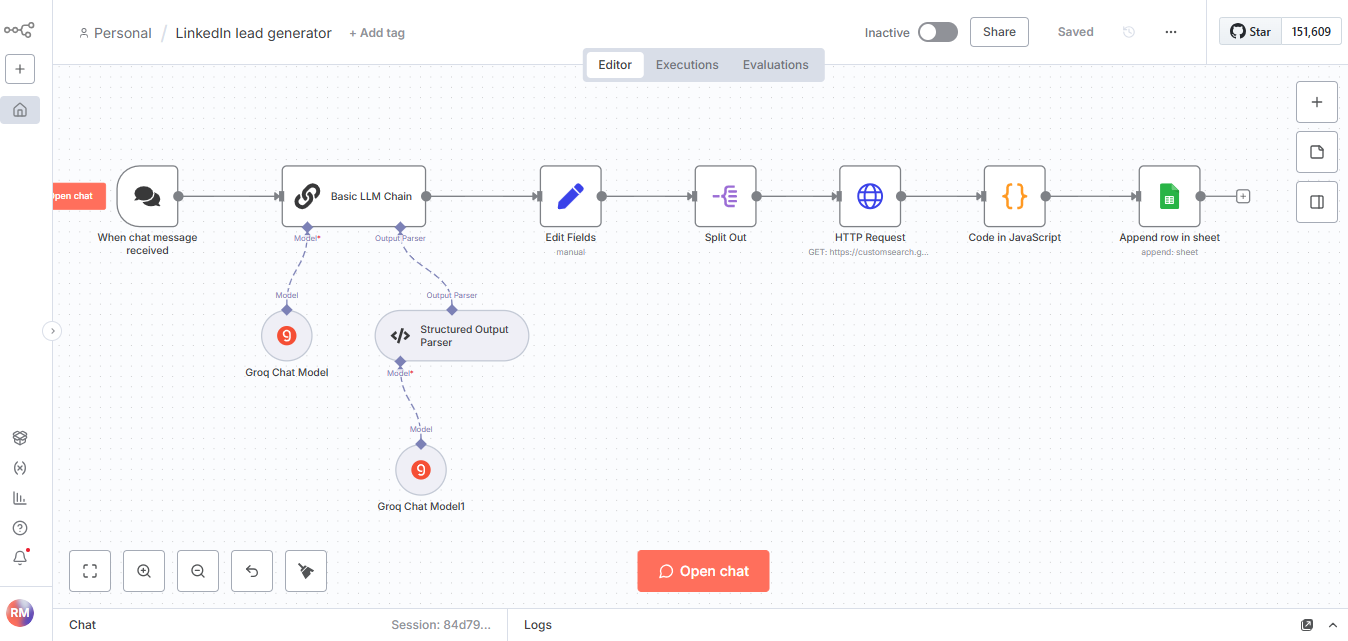 Personal / LinkedIn lead generator + Add tag
Inactive
Share
Saved
Star 151,609
Editor Executions Evaluations
Open chat
When chat message
received
Basic LLM Chain
Model*
Output Parser
Edit Fields
manual
Split Out
HTTP Request
GET: https://customsearch.g...
Code in JavaScript
Append row in sheet
append: sheet
Model
Groq Chat Model
Output Parser
Structured Output
Parser
Model*
Model
Groq Chat Model1
Open chat
RM
Chat
Session: 84d79...
Logs